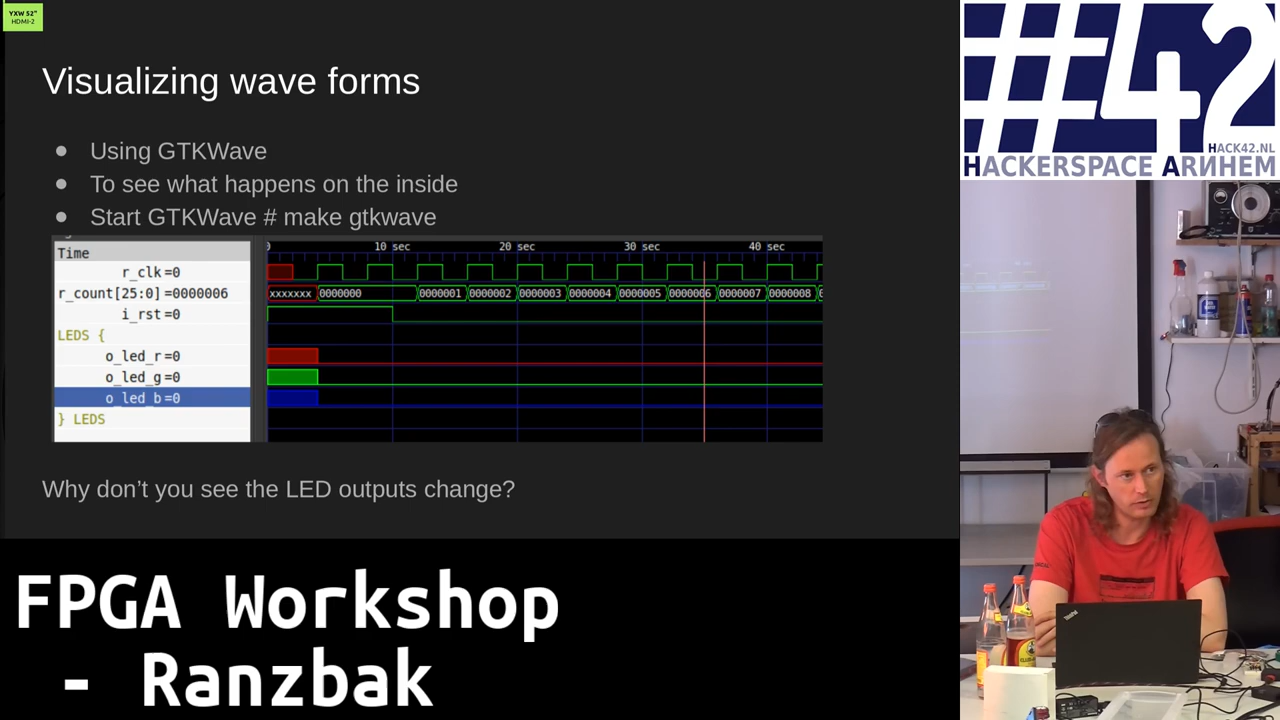 YXW 52"
HDMI-2
Visualizing wave forms
● Using GTKWave
● To see what happens on the inside
● Start GTKWave # make gtkwave
Time
10 sec 20 sec 30 sec 40 sec
r_clk=0
r_count[25:0]=0000006
xxxxxxx 0000000 0000001 0000002 0000003 0000004 0000005 0000006 0000007 0000008
i_rst=0
LEDS {
o_led_r=0
o_led_g=0
o_led_b=0
} LEDS
Why don't you see the LED outputs change?
FPGA Workshop
- Ranzbak
#42
HACK42.NL
HACKERSPACE ARИHEM
ThinkPad